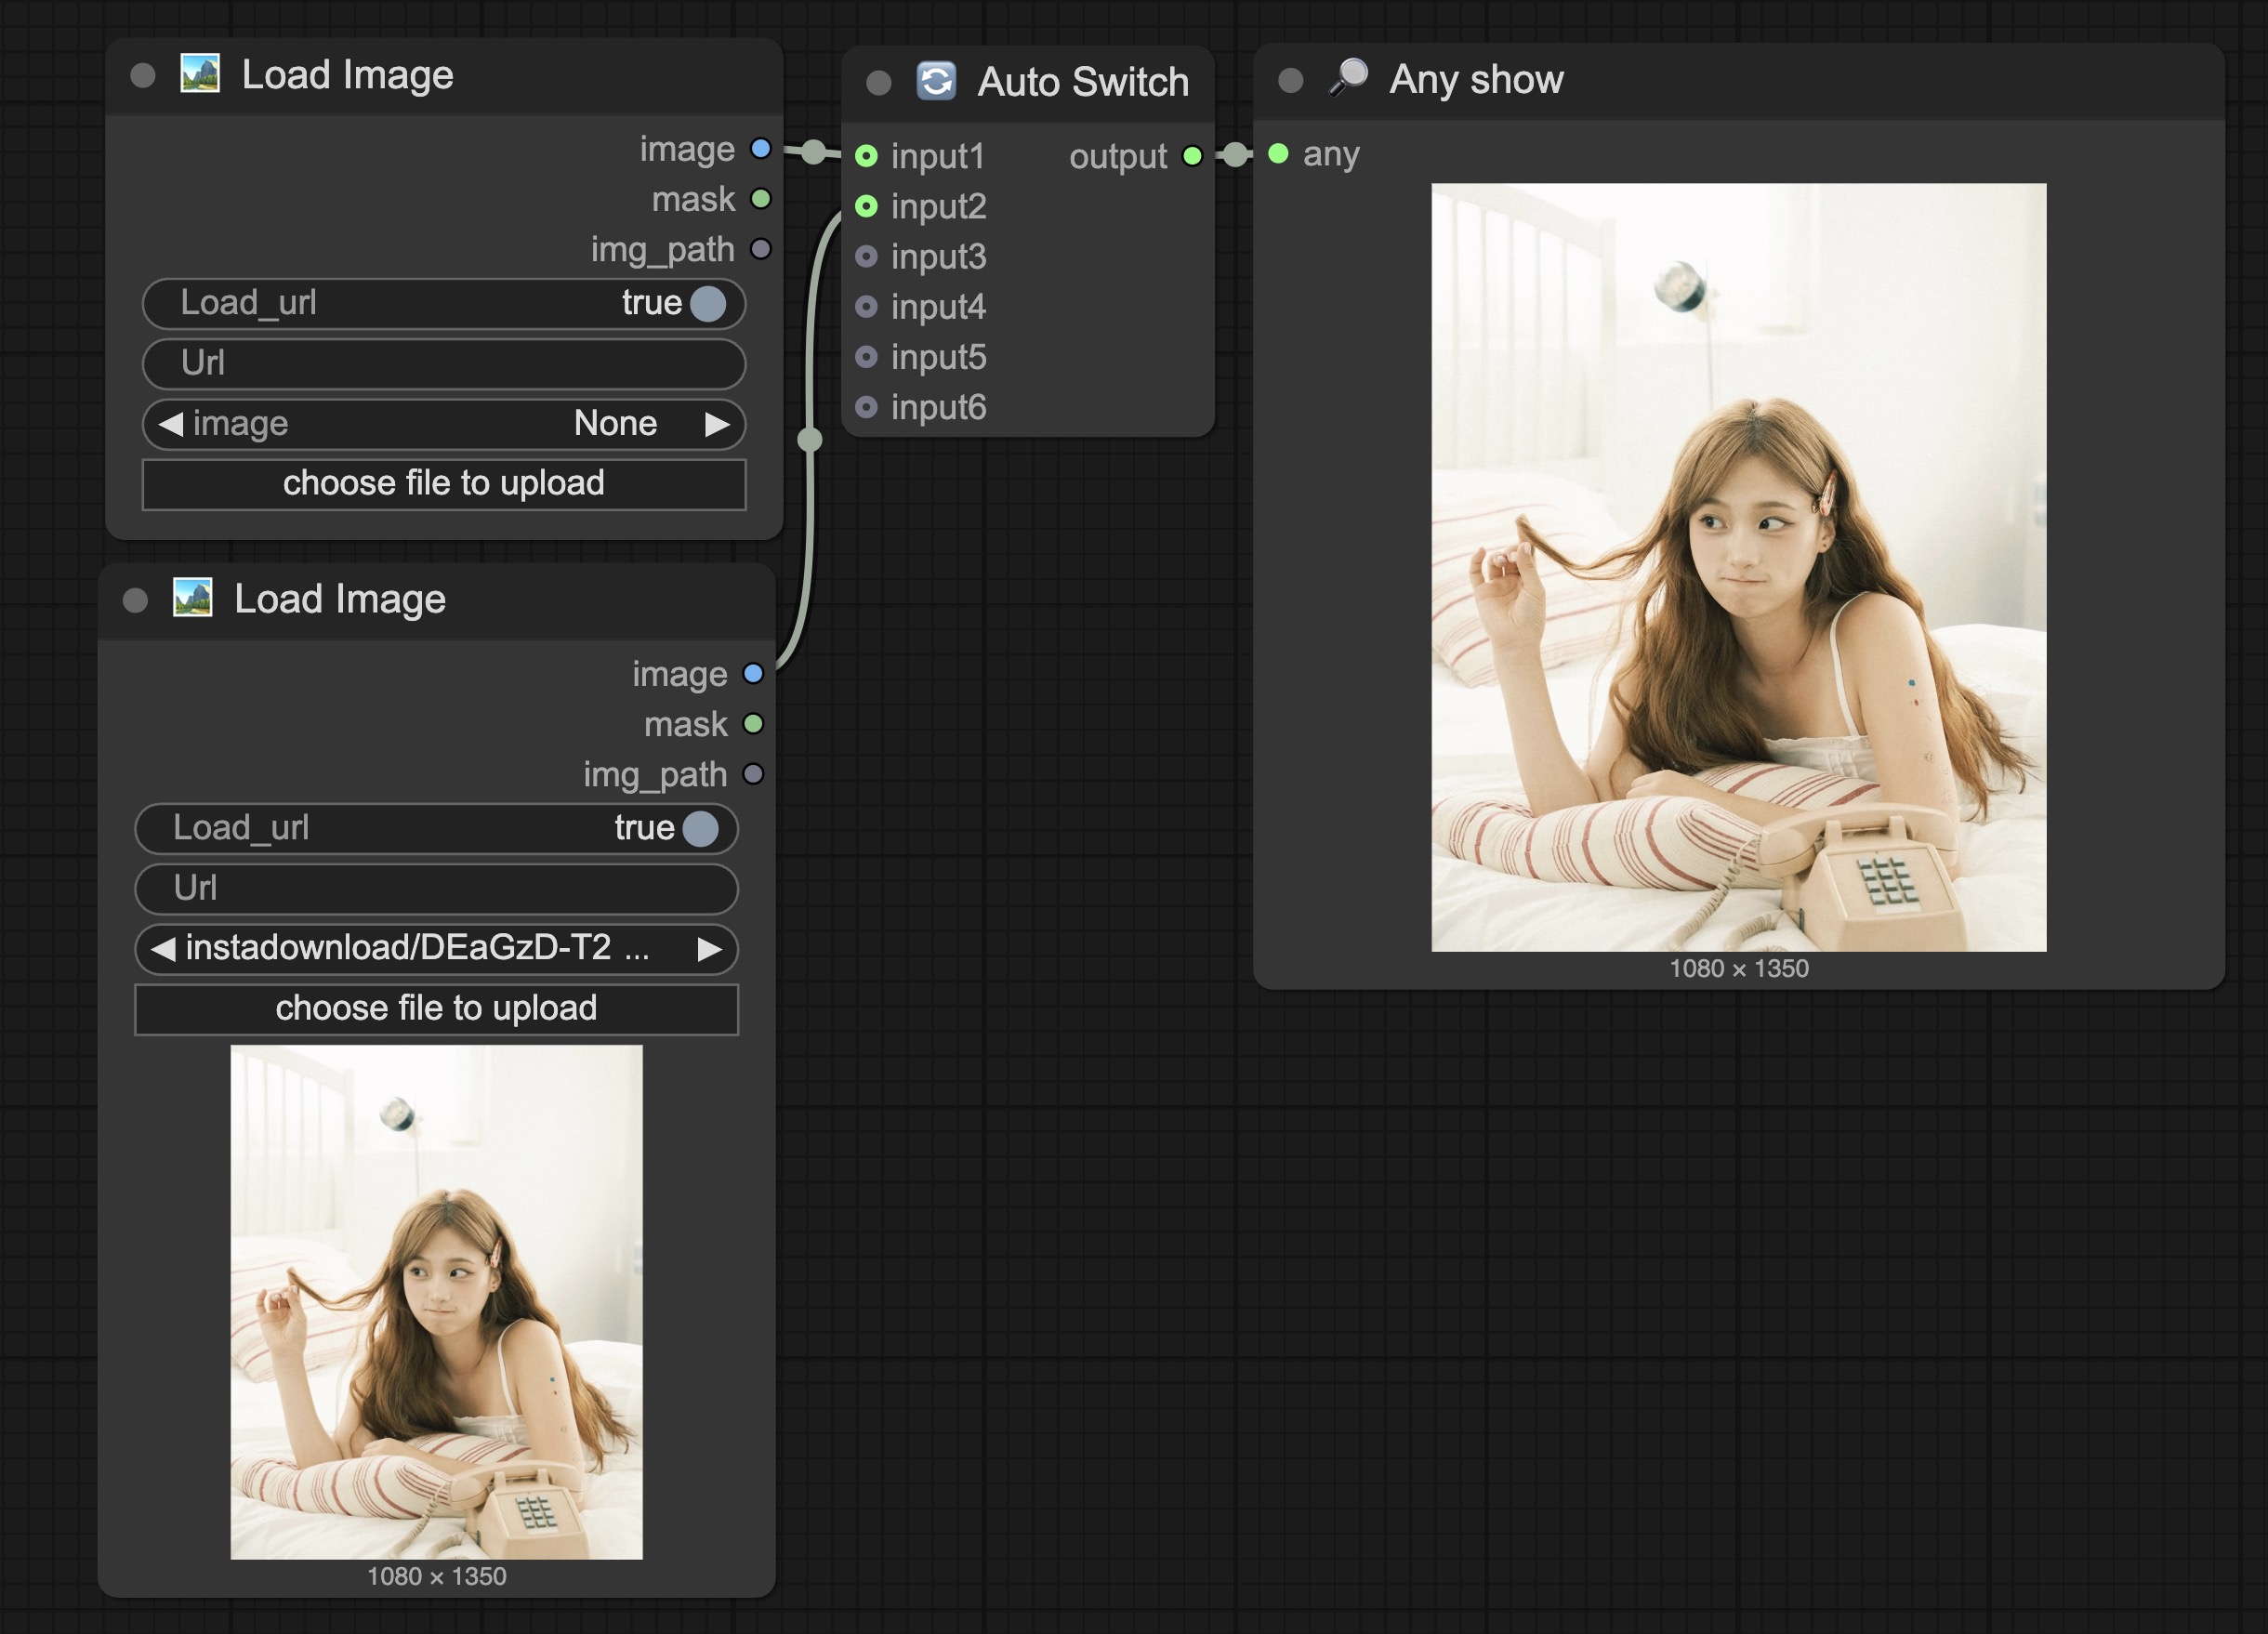 Load Image
image
mask
img_path
Load_url true
Url
image None
choose file to upload
Auto Switch
input1 output
input2
input3
input4
input5
input6
Any show
any
1080 × 1350
Load Image
image
mask
img_path
Load_url true
Url
instadownload/DEaGzD-T2 ...
choose file to upload
1080 × 1350